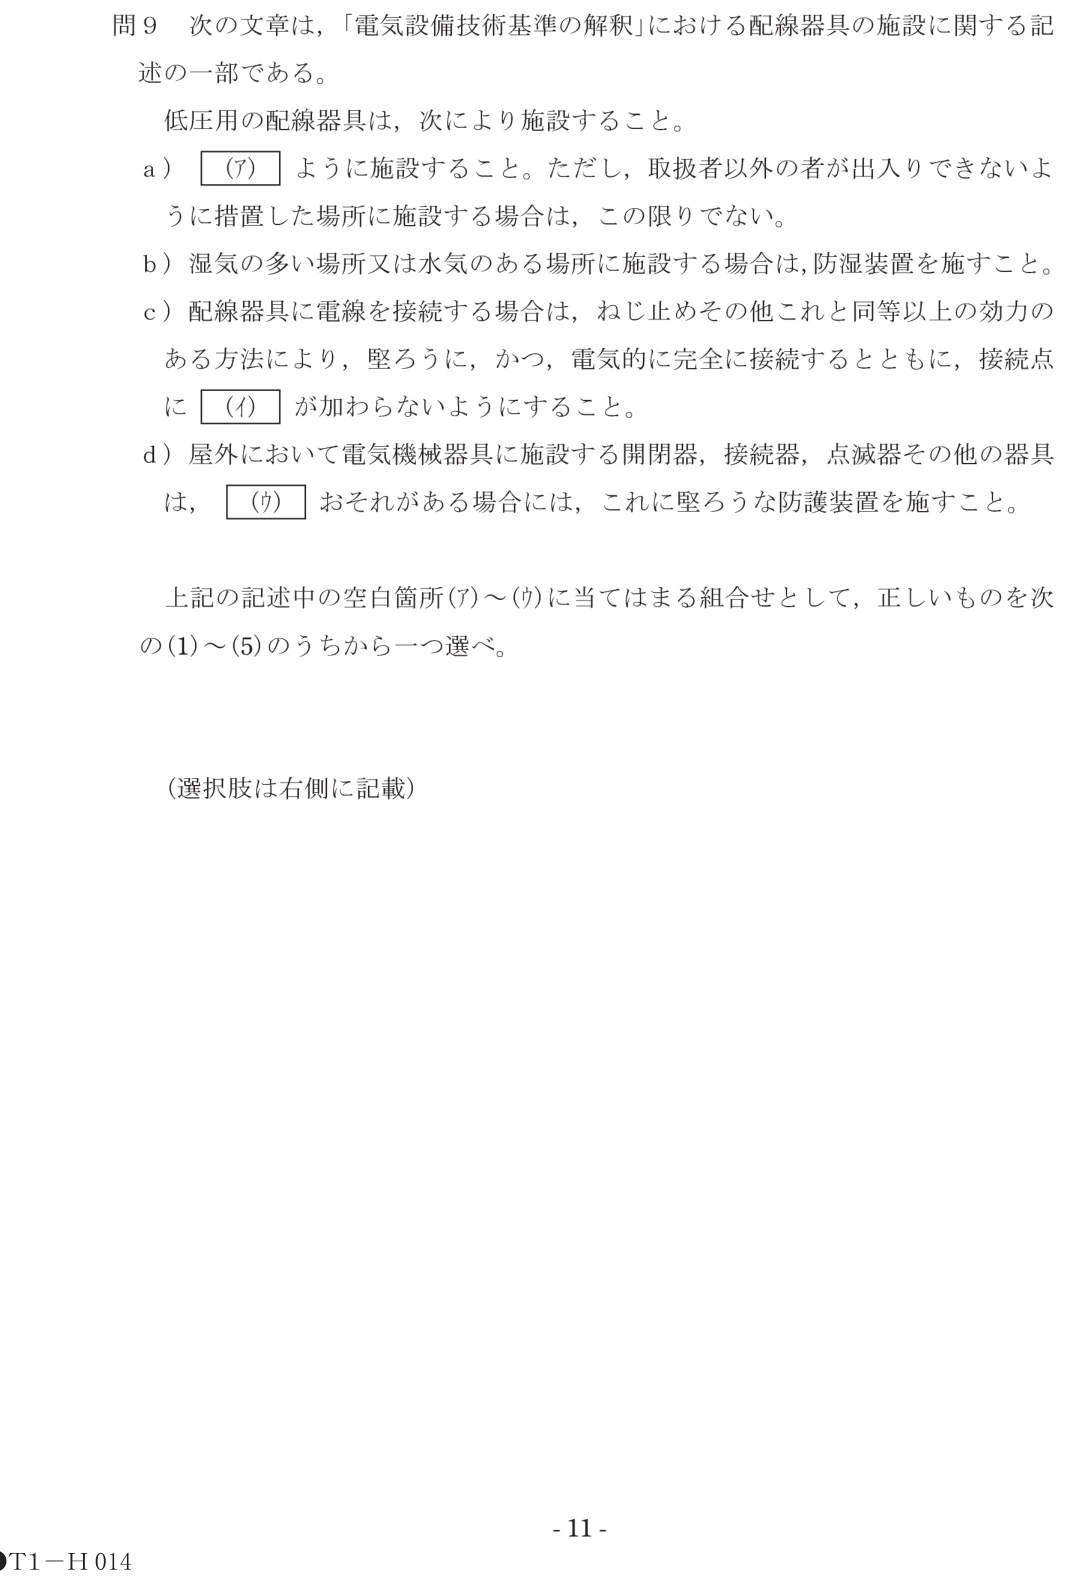 問９　次の文章は，「電気設備技術基準の解釈」における配線器具の施設に関する記
述の一部である。
低圧用の配線器具は，次により施設すること。
ａ） (ア) ように施設すること。ただし，取扱者以外の者が出入りできないよ
うに措置した場所に施設する場合は，この限りでない。
ｂ）湿気の多い場所又は水気のある場所に施設する場合は，防湿装置を施すこと。
ｃ）配線器具に電線を接続する場合は，ねじ止めその他これと同等以上の効力の
ある方法により，堅ろうに，かつ，電気的に完全に接続するとともに，接続点
に (イ) が加わらないようにすること。
ｄ）屋外において電気機械器具に施設する開閉器，接続器，点滅器その他の器具
は， (ウ) おそれがある場合には，これに堅ろうな防護装置を施すこと。
上記の記述中の空白箇所(ア)～(ウ)に当てはまる組合せとして，正しいものを次
の(1)～(5)のうちから一つ選べ。
（選択肢は右側に記載）
- 11 -
●T1－H 014